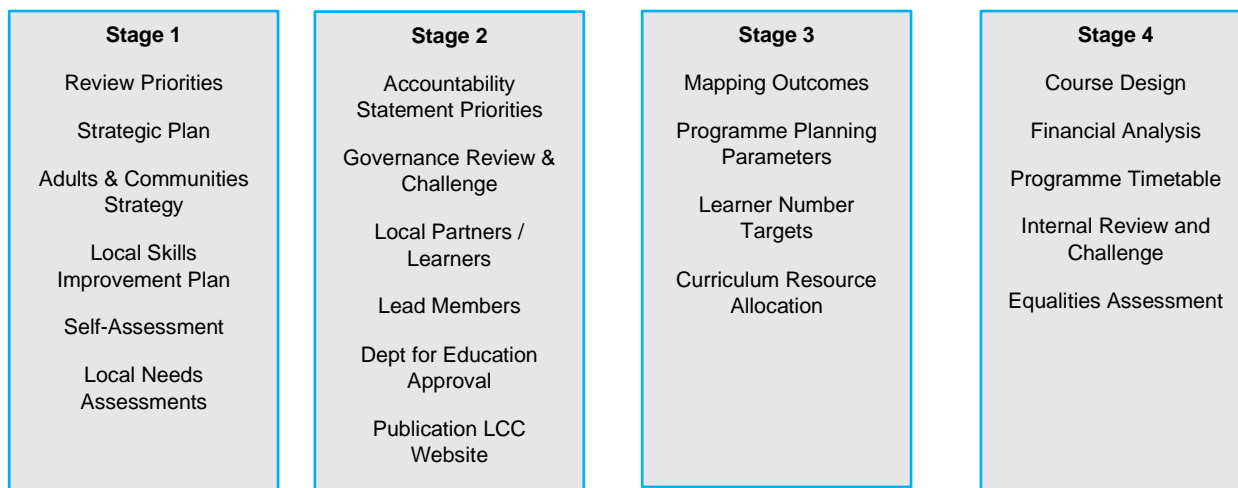 Stage 1
Review Priorities
Strategic Plan
Adults & Communities
Strategy
Local Skills
Improvement Plan
Self-Assessment
Local Needs
Assessments
Stage 2
Accountability
Statement Priorities
Governance Review &
Challenge
Local Partners /
Learners
Lead Members
Dept for Education
Approval
Publication LCC
Website
Stage 3
Mapping Outcomes
Programme Planning
Parameters
Learner Number
Targets
Curriculum Resource
Allocation
Stage 4
Course Design
Financial Analysis
Programme Timetable
Internal Review and
Challenge
Equalities Assessment